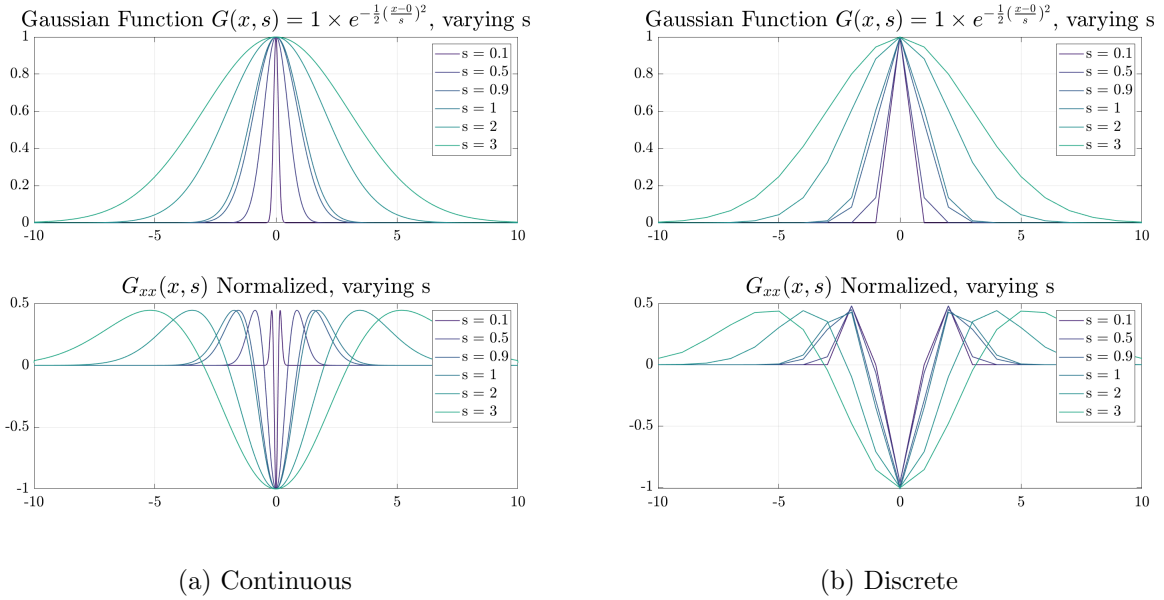 Gaussian Function $G(x, s) = 1 \times e^{-\frac{1}{2}(\frac{x-0}{s})^2}$, varying s
1
0.8
0.6
0.4
0.2
0
-10
-5
0
5
10
s = 0.1
s = 0.5
s = 0.9
s = 1
s = 2
s = 3
$G_{xx}(x, s)$ Normalized, varying s
0.5
0
-0.5
-1
-10
-5
0
5
10
s = 0.1
s = 0.5
s = 0.9
s = 1
s = 2
s = 3
(a) Continuous
Gaussian Function $G(x, s) = 1 \times e^{-\frac{1}{2}(\frac{x-0}{s})^2}$, varying s
1
0.8
0.6
0.4
0.2
0
-10
-5
0
5
10
s = 0.1
s = 0.5
s = 0.9
s = 1
s = 2
s = 3
$G_{xx}(x, s)$ Normalized, varying s
0.5
0
-0.5
-1
-10
-5
0
5
10
s = 0.1
s = 0.5
s = 0.9
s = 1
s = 2
s = 3
(b) Discrete